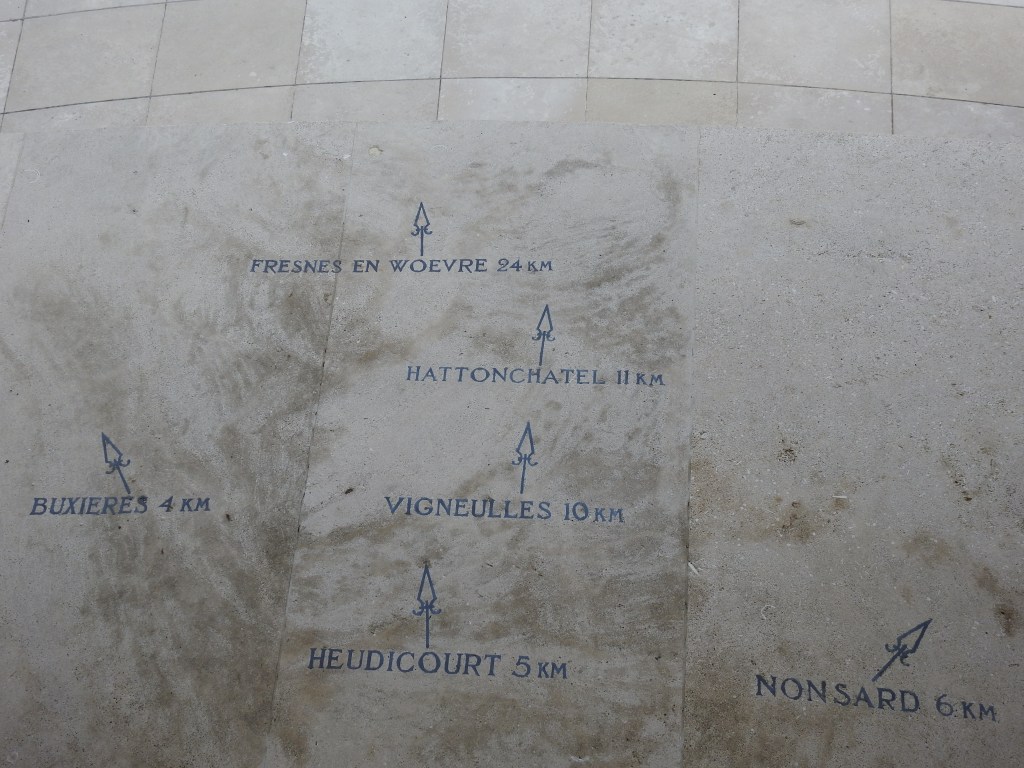 FRESNES EN WOEVRE 24 KM
HATTONCHATEL 11 KM
BUXIERES 4 KM
VIGNEULLES 10 KM
HEUDICOURT 5 KM
NONSARD 6 KM